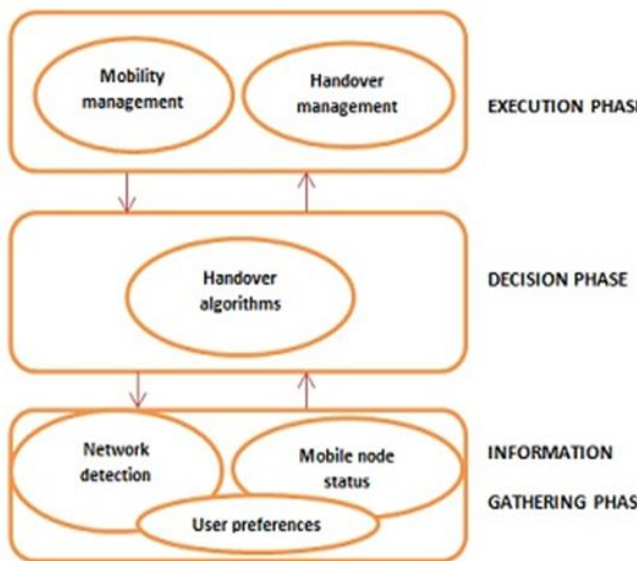 Mobility
management
Handover
management
EXECUTION PHASE
Handover
algorithms
DECISION PHASE
Network
detection
Mobile node
status
User preferences
INFORMATION
GATHERING PHAS